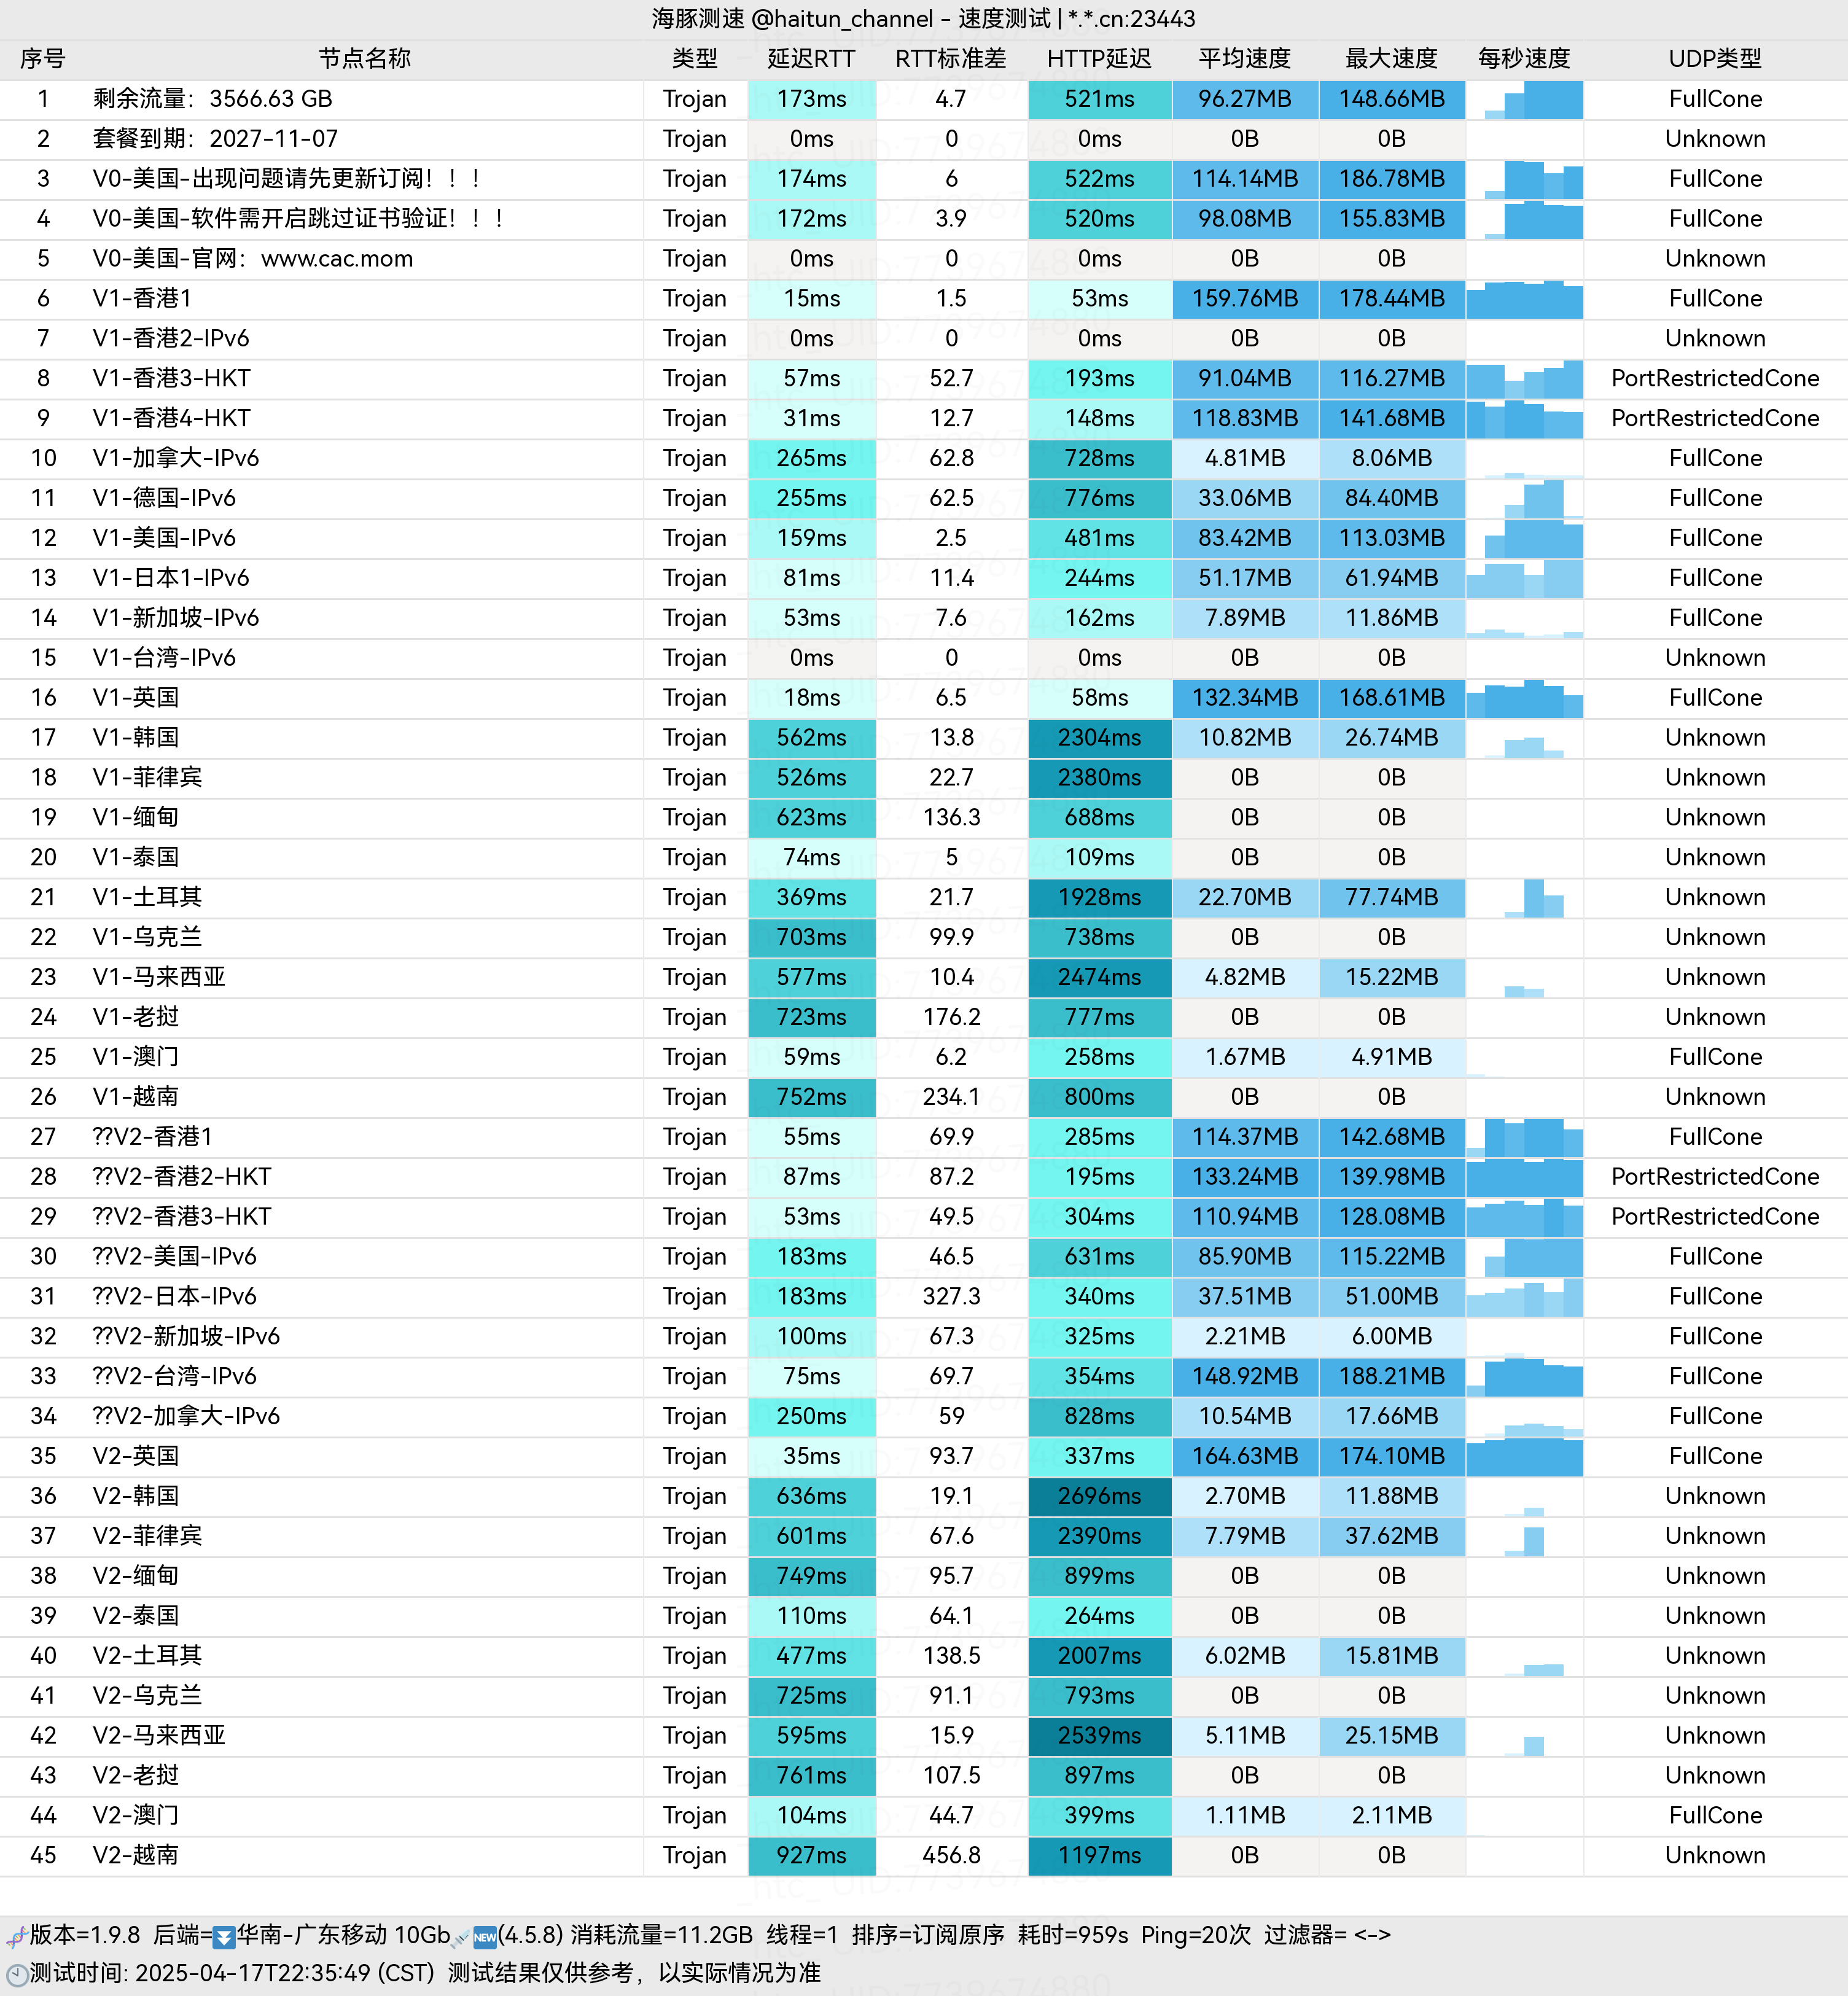 海豚测速 @haitun_channel - 速度测试 | *.*.cn:23443
序号 节点名称 类型 延迟RTT RTT标准差 HTTP延迟 平均速度 最大速度 每秒速度 UDP类型
1 剩余流量：3566.63 GB Trojan 173ms 4.7 521ms 96.27MB 148.66MB FullCone
2 套餐到期：2027-11-07 Trojan 0ms 0 0ms 0B 0B Unknown
3 V0-美国-出现问题请先更新订阅！！！ Trojan 174ms 6 522ms 114.14MB 186.78MB FullCone
4 V0-美国-软件需开启跳过证书验证！！！ Trojan 172ms 3.9 520ms 98.08MB 155.83MB FullCone
5 V0-美国-官网：www.cac.mom Trojan 0ms 0 0ms 0B 0B Unknown
6 V1-香港1 Trojan 15ms 1.5 53ms 159.76MB 178.44MB FullCone
7 V1-香港2-IPv6 Trojan 0ms 0 0ms 0B 0B Unknown
8 V1-香港3-HKT Trojan 57ms 52.7 193ms 91.04MB 116.27MB PortRestrictedCone
9 V1-香港4-HKT Trojan 31ms 12.7 148ms 118.83MB 141.68MB PortRestrictedCone
10 V1-加拿大-IPv6 Trojan 265ms 62.8 728ms 4.81MB 8.06MB FullCone
11 V1-德国-IPv6 Trojan 255ms 62.5 776ms 33.06MB 84.40MB FullCone
12 V1-美国-IPv6 Trojan 159ms 2.5 481ms 83.42MB 113.03MB FullCone
13 V1-日本1-IPv6 Trojan 81ms 11.4 244ms 51.17MB 61.94MB FullCone
14 V1-新加坡-IPv6 Trojan 53ms 7.6 162ms 7.89MB 11.86MB FullCone
15 V1-台湾-IPv6 Trojan 0ms 0 0ms 0B 0B Unknown
16 V1-英国 Trojan 18ms 6.5 58ms 132.34MB 168.61MB FullCone
17 V1-韩国 Trojan 562ms 13.8 2304ms 10.82MB 26.74MB Unknown
18 V1-菲律宾 Trojan 526ms 22.7 2380ms 0B 0B Unknown
19 V1-缅甸 Trojan 623ms 136.3 688ms 0B 0B Unknown
20 V1-泰国 Trojan 74ms 5 109ms 0B 0B Unknown
21 V1-土耳其 Trojan 369ms 21.7 1928ms 22.70MB 77.74MB Unknown
22 V1-乌克兰 Trojan 703ms 99.9 738ms 0B 0B Unknown
23 V1-马来西亚 Trojan 577ms 10.4 2474ms 4.82MB 15.22MB Unknown
24 V1-老挝 Trojan 723ms 176.2 777ms 0B 0B Unknown
25 V1-澳门 Trojan 59ms 6.2 258ms 1.67MB 4.91MB FullCone
26 V1-越南 Trojan 752ms 234.1 800ms 0B 0B Unknown
27 ??V2-香港1 Trojan 55ms 69.9 285ms 114.37MB 142.68MB FullCone
28 ??V2-香港2-HKT Trojan 87ms 87.2 195ms 133.24MB 139.98MB PortRestrictedCone
29 ??V2-香港3-HKT Trojan 53ms 49.5 304ms 110.94MB 128.08MB PortRestrictedCone
30 ??V2-美国-IPv6 Trojan 183ms 46.5 631ms 85.90MB 115.22MB FullCone
31 ??V2-日本-IPv6 Trojan 183ms 327.3 340ms 37.51MB 51.00MB FullCone
32 ??V2-新加坡-IPv6 Trojan 100ms 67.3 325ms 2.21MB 6.00MB FullCone
33 ??V2-台湾-IPv6 Trojan 75ms 69.7 354ms 148.92MB 188.21MB FullCone
34 ??V2-加拿大-IPv6 Trojan 250ms 59 828ms 10.54MB 17.66MB FullCone
35 V2-英国 Trojan 35ms 93.7 337ms 164.63MB 174.10MB FullCone
36 V2-韩国 Trojan 636ms 19.1 2696ms 2.70MB 11.88MB Unknown
37 V2-菲律宾 Trojan 601ms 67.6 2390ms 7.79MB 37.62MB Unknown
38 V2-缅甸 Trojan 749ms 95.7 899ms 0B 0B Unknown
39 V2-泰国 Trojan 110ms 64.1 264ms 0B 0B Unknown
40 V2-土耳其 Trojan 477ms 138.5 2007ms 6.02MB 15.81MB Unknown
41 V2-乌克兰 Trojan 725ms 91.1 793ms 0B 0B Unknown
42 V2-马来西亚 Trojan 595ms 15.9 2539ms 5.11MB 25.15MB Unknown
43 V2-老挝 Trojan 761ms 107.5 897ms 0B 0B Unknown
44 V2-澳门 Trojan 104ms 44.7 399ms 1.11MB 2.11MB FullCone
45 V2-越南 Trojan 927ms 456.8 1197ms 0B 0B Unknown
版本=1.9.8 后端=华南-广东移动 10Gb NEW(4.5.8) 消耗流量=11.2GB 线程=1 排序=订阅原序 耗时=959s Ping=20次 过滤器= <->
测试时间: 2025-04-17T22:35:49 (CST) 测试结果仅供参考，以实际情况为准